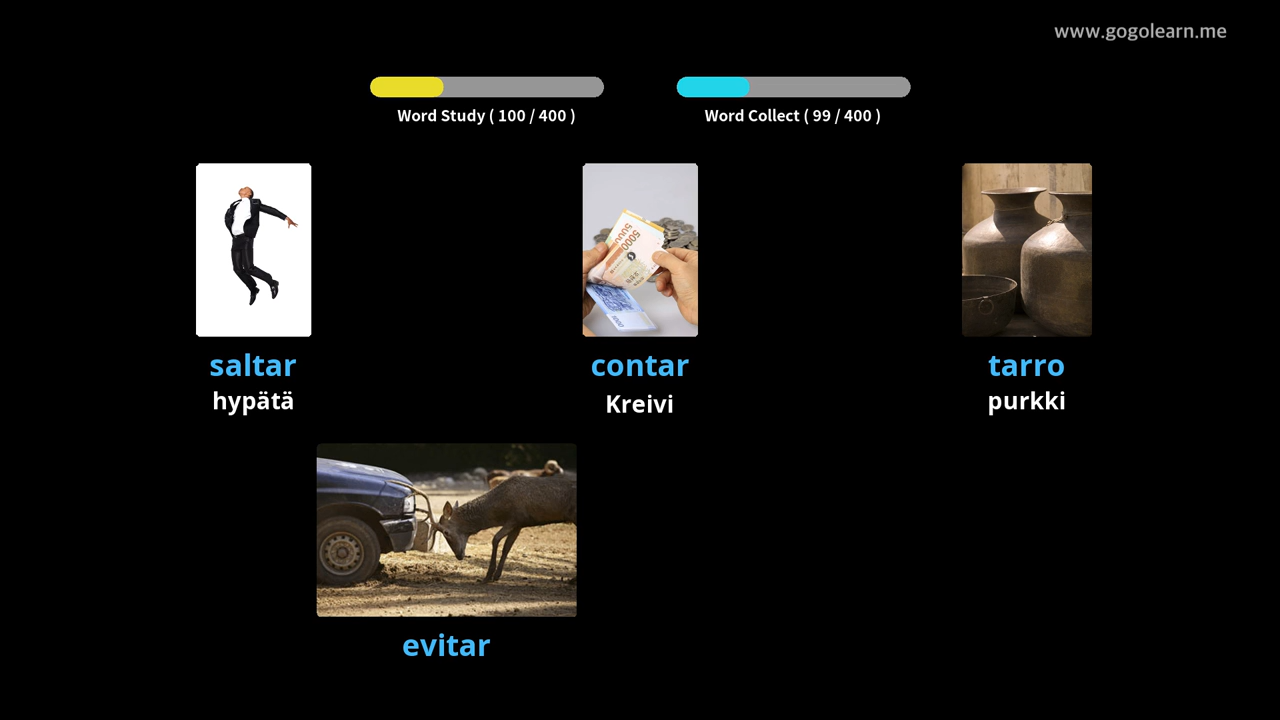 www.gogolearn.me
Word Study ( 100 / 400 )
Word Collect ( 99 / 400 )
saltar
hypätä
contar
Kreivi
tarro
purkki
evitar